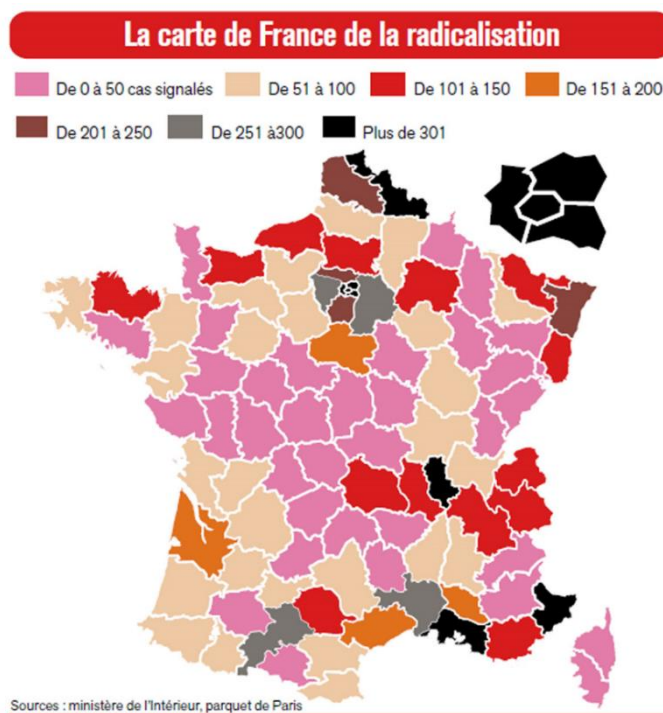 La carte de France de la radicalisation
De 0 à 50 cas signalés De 51 à 100 De 101 à 150 De 151 à 200
De 201 à 250 De 251 à300 Plus de 301
Sources : ministère de l'Intérieur, parquet de Paris